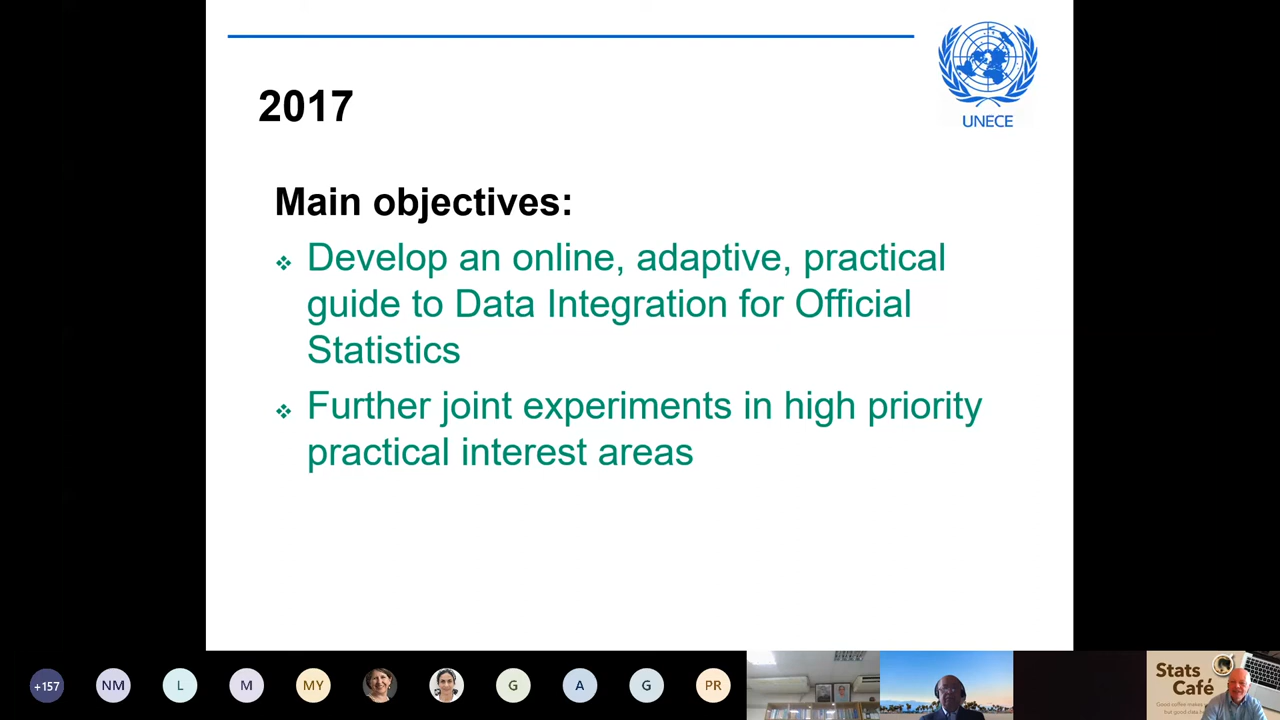 UNECE
2017
Main objectives:
Develop an online, adaptive, practical
guide to Data Integration for Official
Statistics
Further joint experiments in high priority
practical interest areas
+157
NM
L
M
MY
G
A
G
PR
Stats
Café